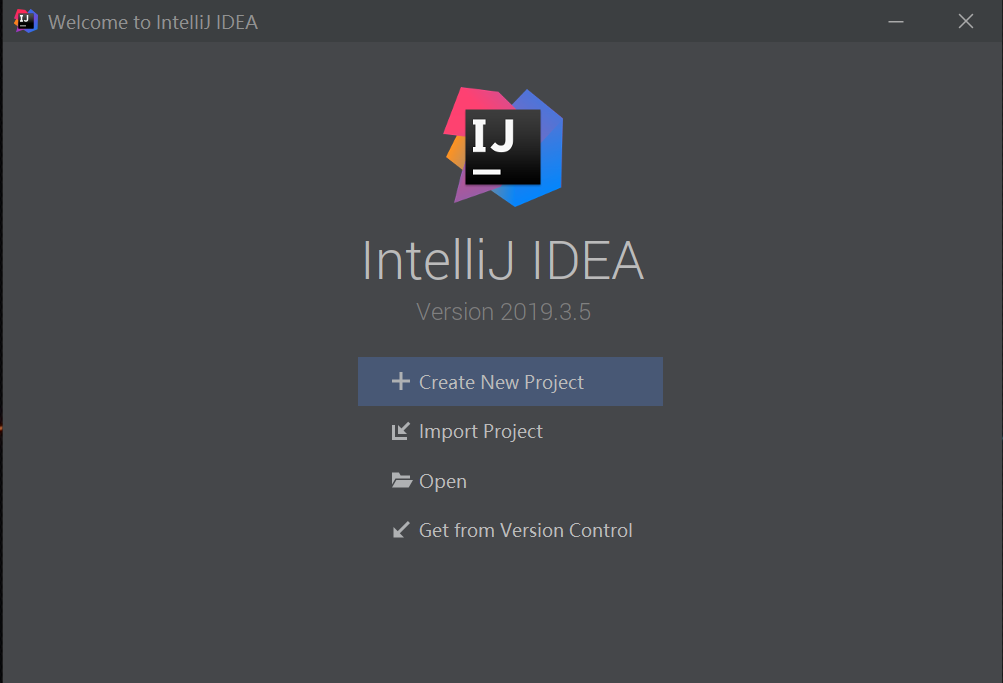 IJ
Welcome to IntelliJ IDEA
IJ
IntelliJ IDEA
Version 2019.3.5
Create New Project
Import Project
Open
Get from Version Control